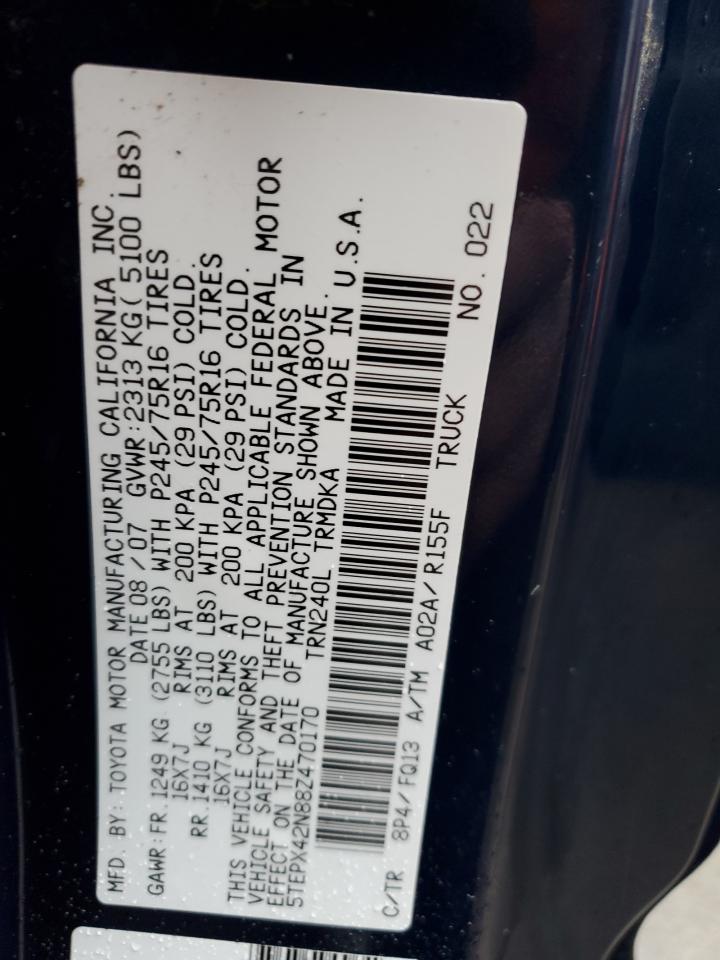 MFD. BY: TOYOTA MOTOR MANUFACTURING CALIFORNIA INC.
DATE 08/07 GVWR:2313 KG( 5100 LBS)
GAWR:FR.1249 KG (2755 LBS) WITH P245/75R16 TIRES
16X7J RIMS AT 200 KPA (29 PSI) COLD.
RR.1410 KG (3110 LBS) WITH P245/75R16 TIRES
16X7J RIMS AT 200 KPA (29 PSI) COLD.
THIS VEHICLE CONFORMS TO ALL APPLICABLE FEDERAL MOTOR
VEHICLE SAFETY AND THEFT PREVENTION STANDARDS IN
EFFECT ON THE DATE OF MANUFACTURE SHOWN ABOVE.
5TEPX42N88Z470170 TRN240L TRMDKA MADE IN U.S.A.
C/TR 8P4/FQ13 A/TM A02A/R155F TRUCK NO.022